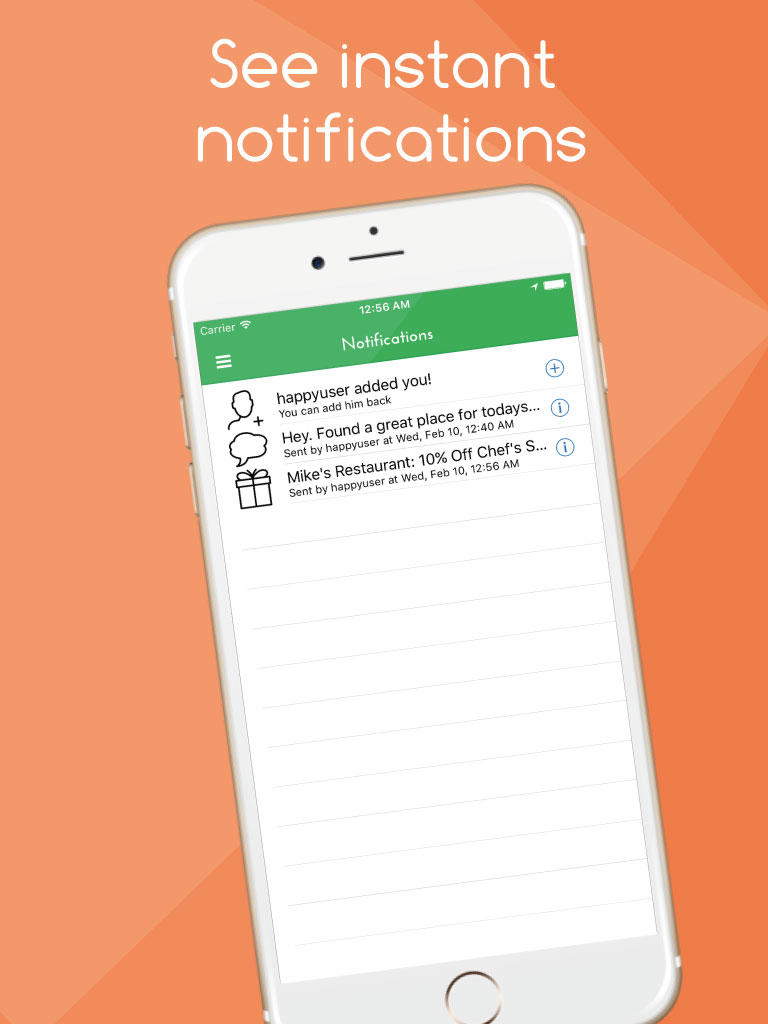 See instant
notifications
Carrier
12:56 AM
Notifications
happyuser added you!
You can add him back
Hey. Found a great place for todays...
Sent by happyuser at Wed, Feb 10, 12:40 AM
Mike's Restaurant: 10% Off Chef's S...
Sent by happyuser at Wed, Feb 10, 12:56 AM